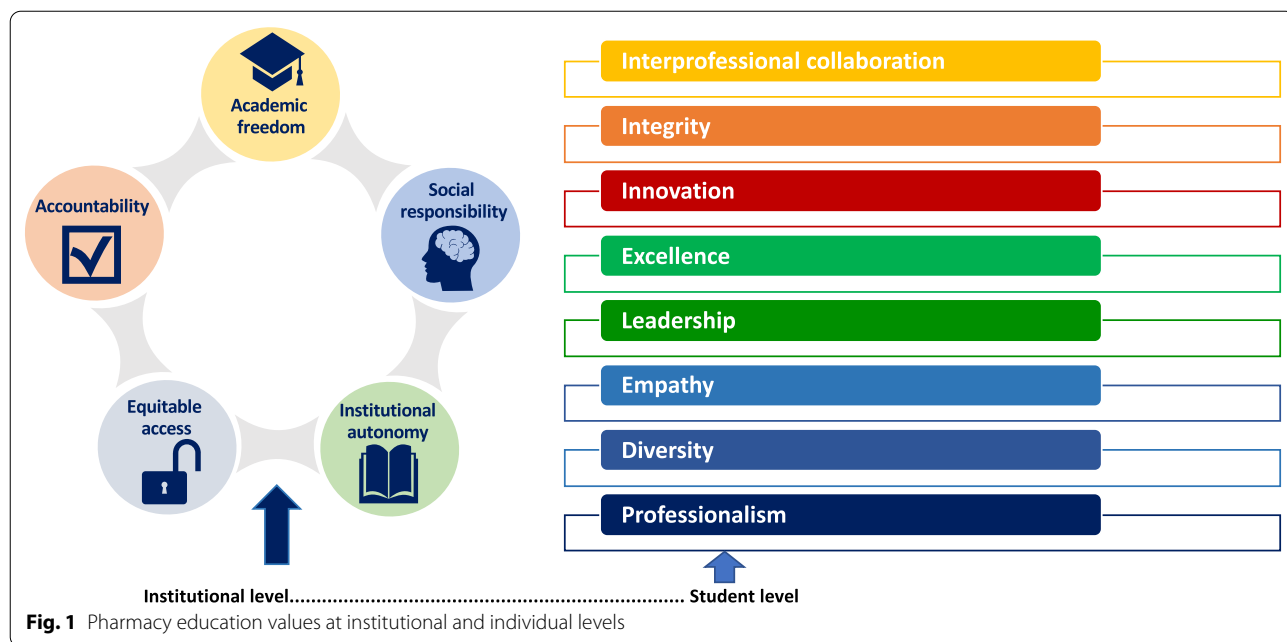 Academic
freedom
Accountability
Social
responsibility
Equitable
access
Institutional
autonomy
Interprofessional collaboration
Integrity
Innovation
Excellence
Leadership
Empathy
Diversity
Professionalism
Institutional level.................................................................................. Student level
Fig. 1 Pharmacy education values at institutional and individual levels